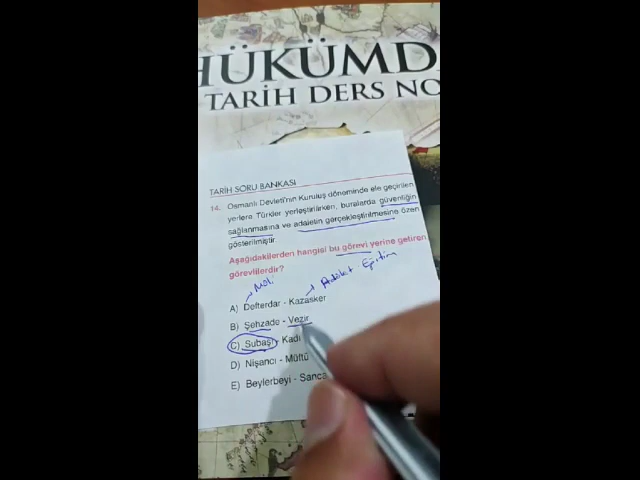 HÜKÜMD
TARİH DERS NO
TARİH SORU BANKASI
14. Osmanlı Devleti'nin Kuruluş döneminde ele geçirilen
yerlere Türkler yerleştirilirken, buralarda güvenliğin
sağlanmasına ve adaletin gerçekleştirilmesine özen
gösterilmiştir.
Aşağıdakilerden hangisi bu görevi yerine getiren
görevlilerdir?
Mal.
Adalet Eğitim
A) Defterdar - Kazasker
B) Şehzade - Vezir
C) Subaşı - Kadı
D) Nişancı - Müftü
E) Beylerbeyi - Sanca